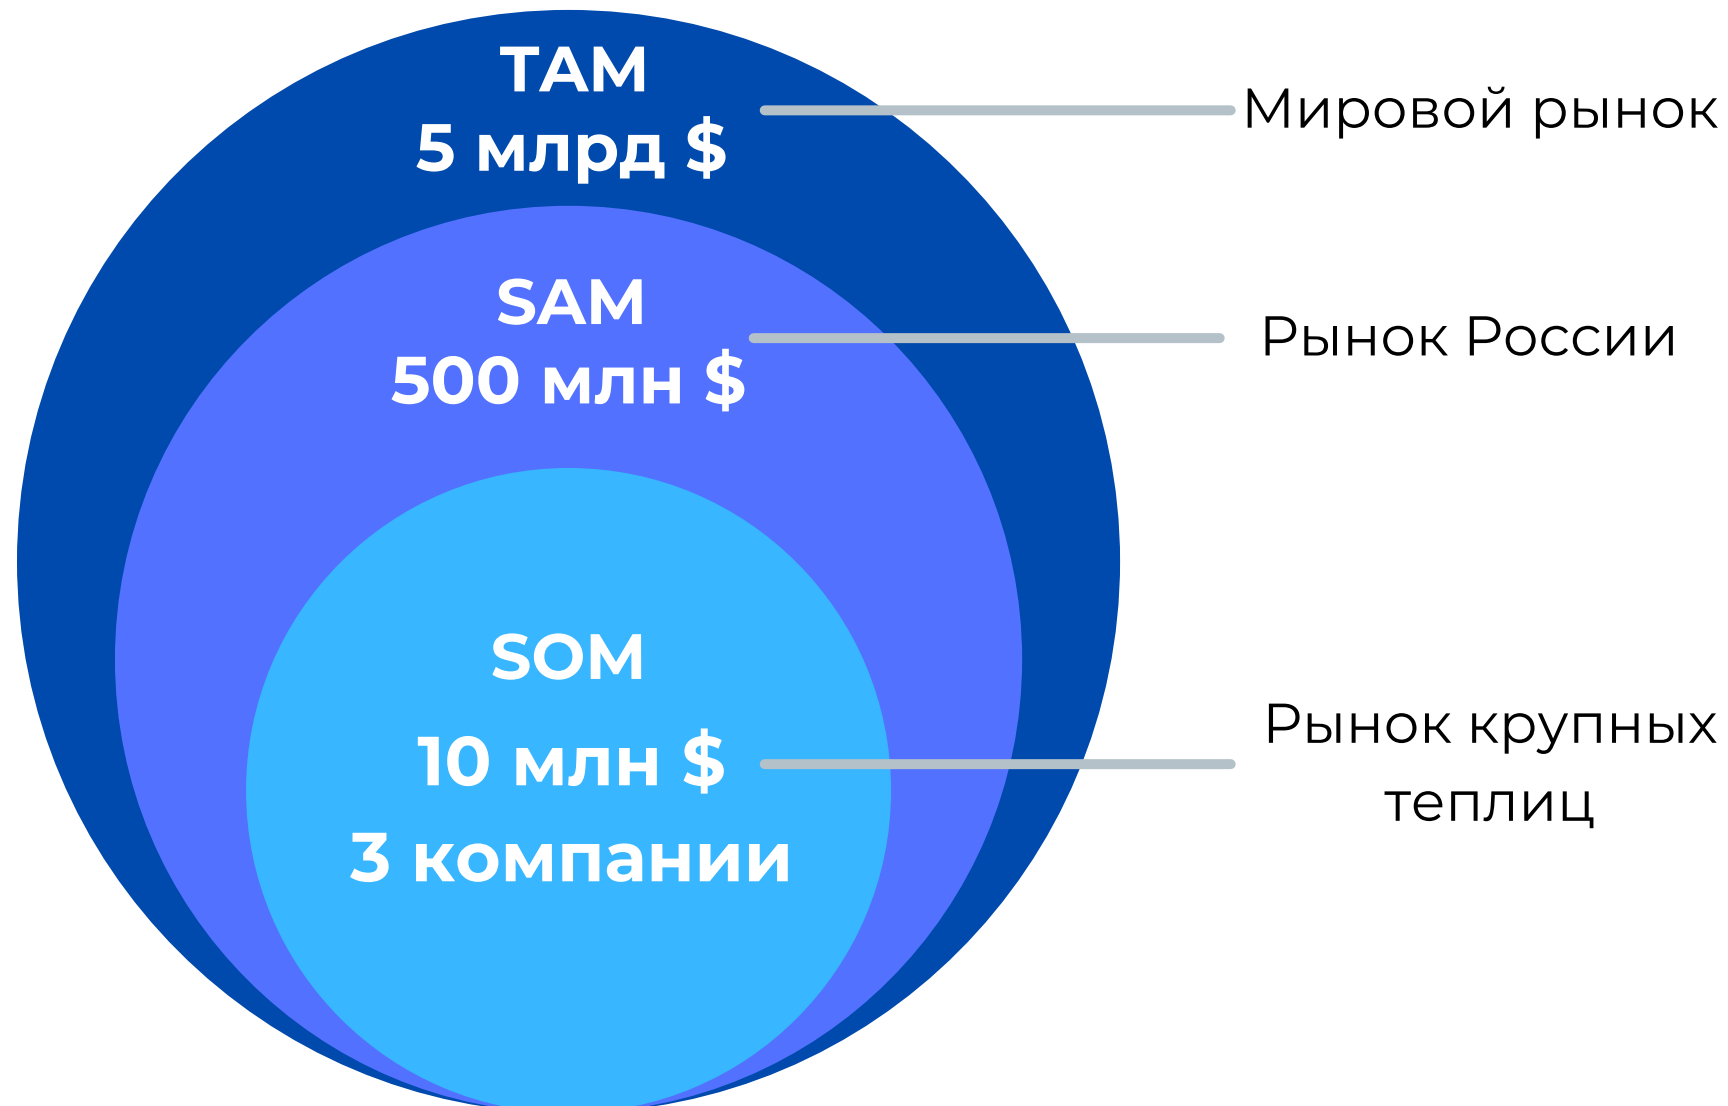 TAM
5 млрд $
Мировой рынок
SAM
500 млн $
Рынок России
SOM
10 млн $
3 компании
Рынок крупных
теплиц